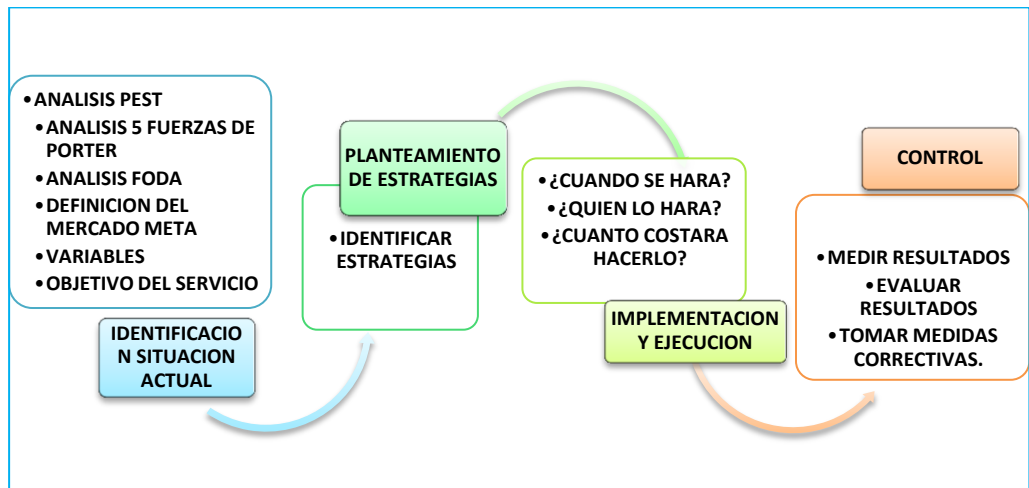 •ANALISIS PEST
•ANALISIS 5 FUERZAS DE
PORTER
•ANALISIS FODA
•DEFINICION DEL
MERCADO META
•VARIABLES
•OBJETIVO DEL SERVICIO
IDENTIFICACIO
N SITUACION
ACTUAL
PLANTEAMIENTO
DE ESTRATEGIAS
•IDENTIFICAR
ESTRATEGIAS
•¿CUANDO SE HARA?
•¿QUIEN LO HARA?
•¿CUANTO COSTARA
HACERLO?
IMPLEMENTACION
Y EJECUCION
CONTROL
•MEDIR RESULTADOS
•EVALUAR
RESULTADOS
•TOMAR MEDIDAS
CORRECTIVAS.